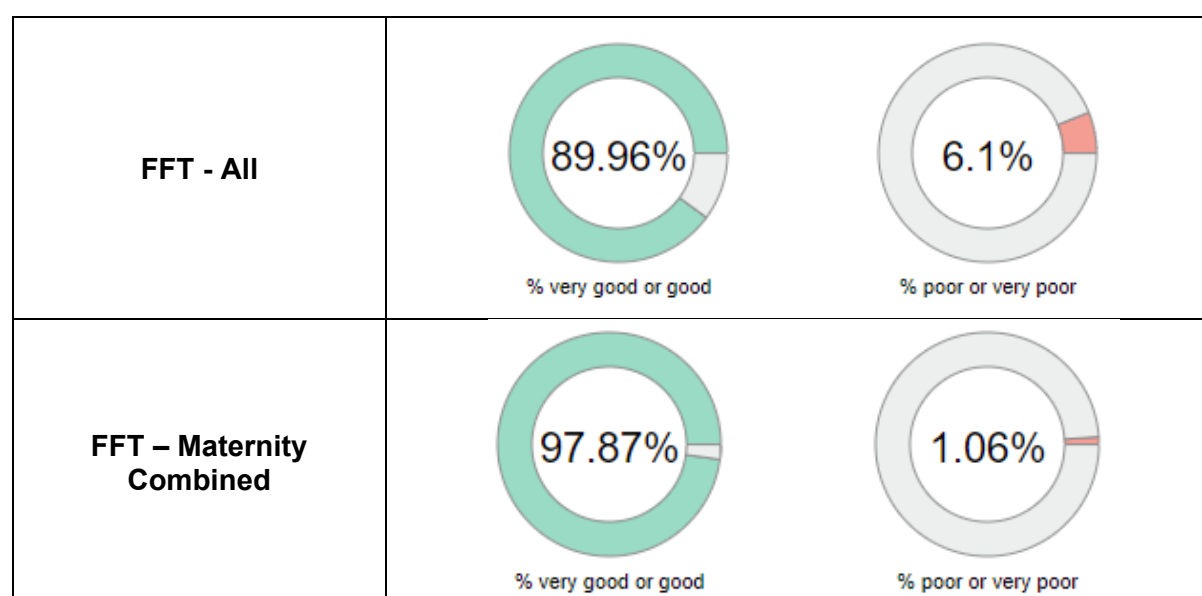 FFT - All
89.96%
6.1%
% very good or good
% poor or very poor
FFT – Maternity
Combined
97.87%
1.06%
% very good or good
% poor or very poor